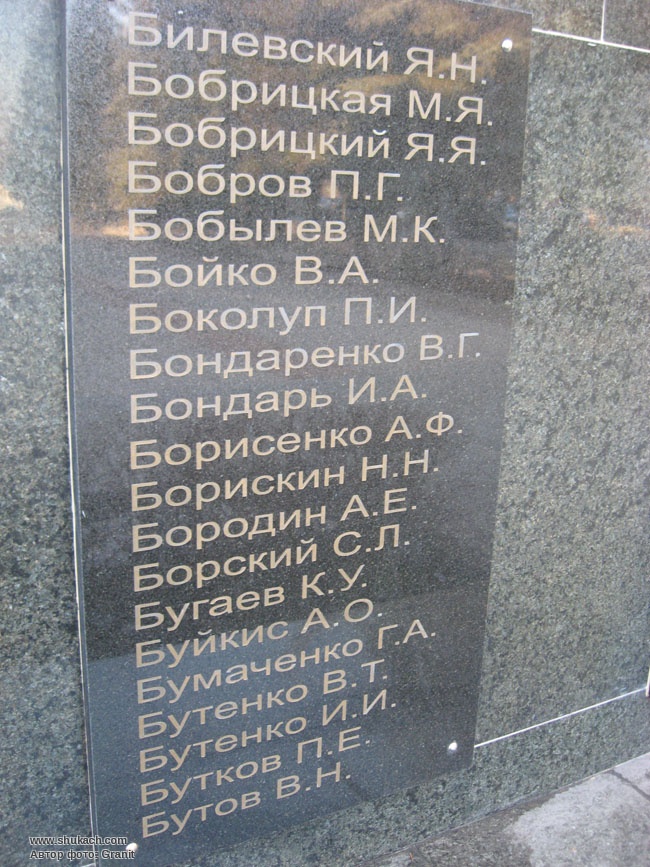 Билевский Я.Н.
Бобрицкая М.Я.
Бобрицкий Я.Я.
Бобров П.Г.
Бобылев М.К.
Бойко В.А.
Боколуп П.И.
Бондаренко В.Г.
Бондарь И.А.
Борисенко А.Ф.
Борискин Н.Н.
Бородин А.Е.
Борский С.Л.
Бугаев К.У.
Буйкис А.О.
Бумаченко Г.А.
Бутенко В.Т.
Бутенко И.И.
Бутков П.Е.
Бутов В.Н.
www.shukach.com
Автор фото: Granit